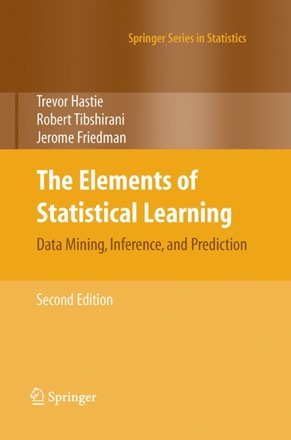 Springer Series in Statistics
Trevor Hastie
Robert Tibshirani
Jerome Friedman
The Elements of
Statistical Learning
Data Mining, Inference, and Prediction
Second Edition
Springer